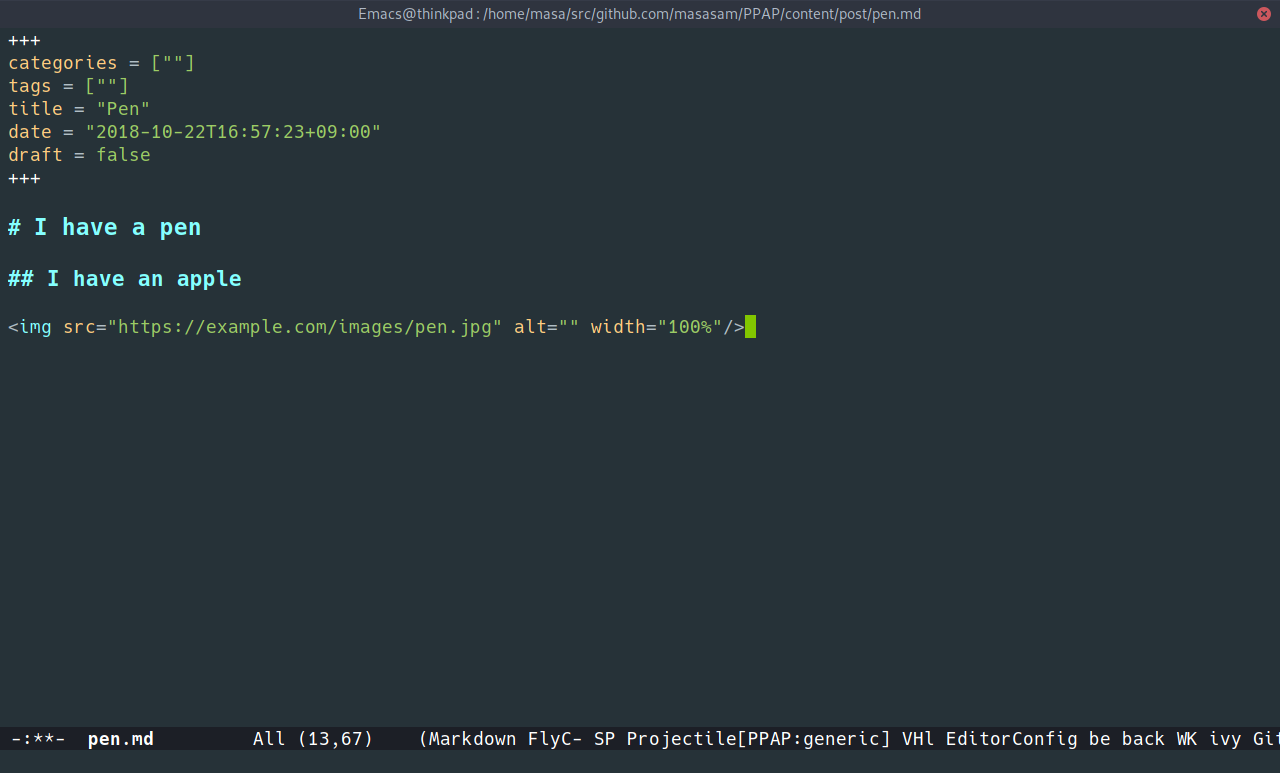 Emacs@thinkpad:/home/masa/src/github.com/masasam/PPAP/content/post/pen.md
+++
categories = [""]
tags = [""]
title = "Pen"
date = "2018-10-22T16:57:23+09:00"
draft = false
+++
# I have a pen
## I have an apple
<img src="https://example.com/images/pen.jpg" alt="" width="100%"/>
-:**-  pen.md         All (13,67)    (Markdown FlyC- SP Projectile[PPAP:generic] VHl EditorConfig be back WK ivy Git